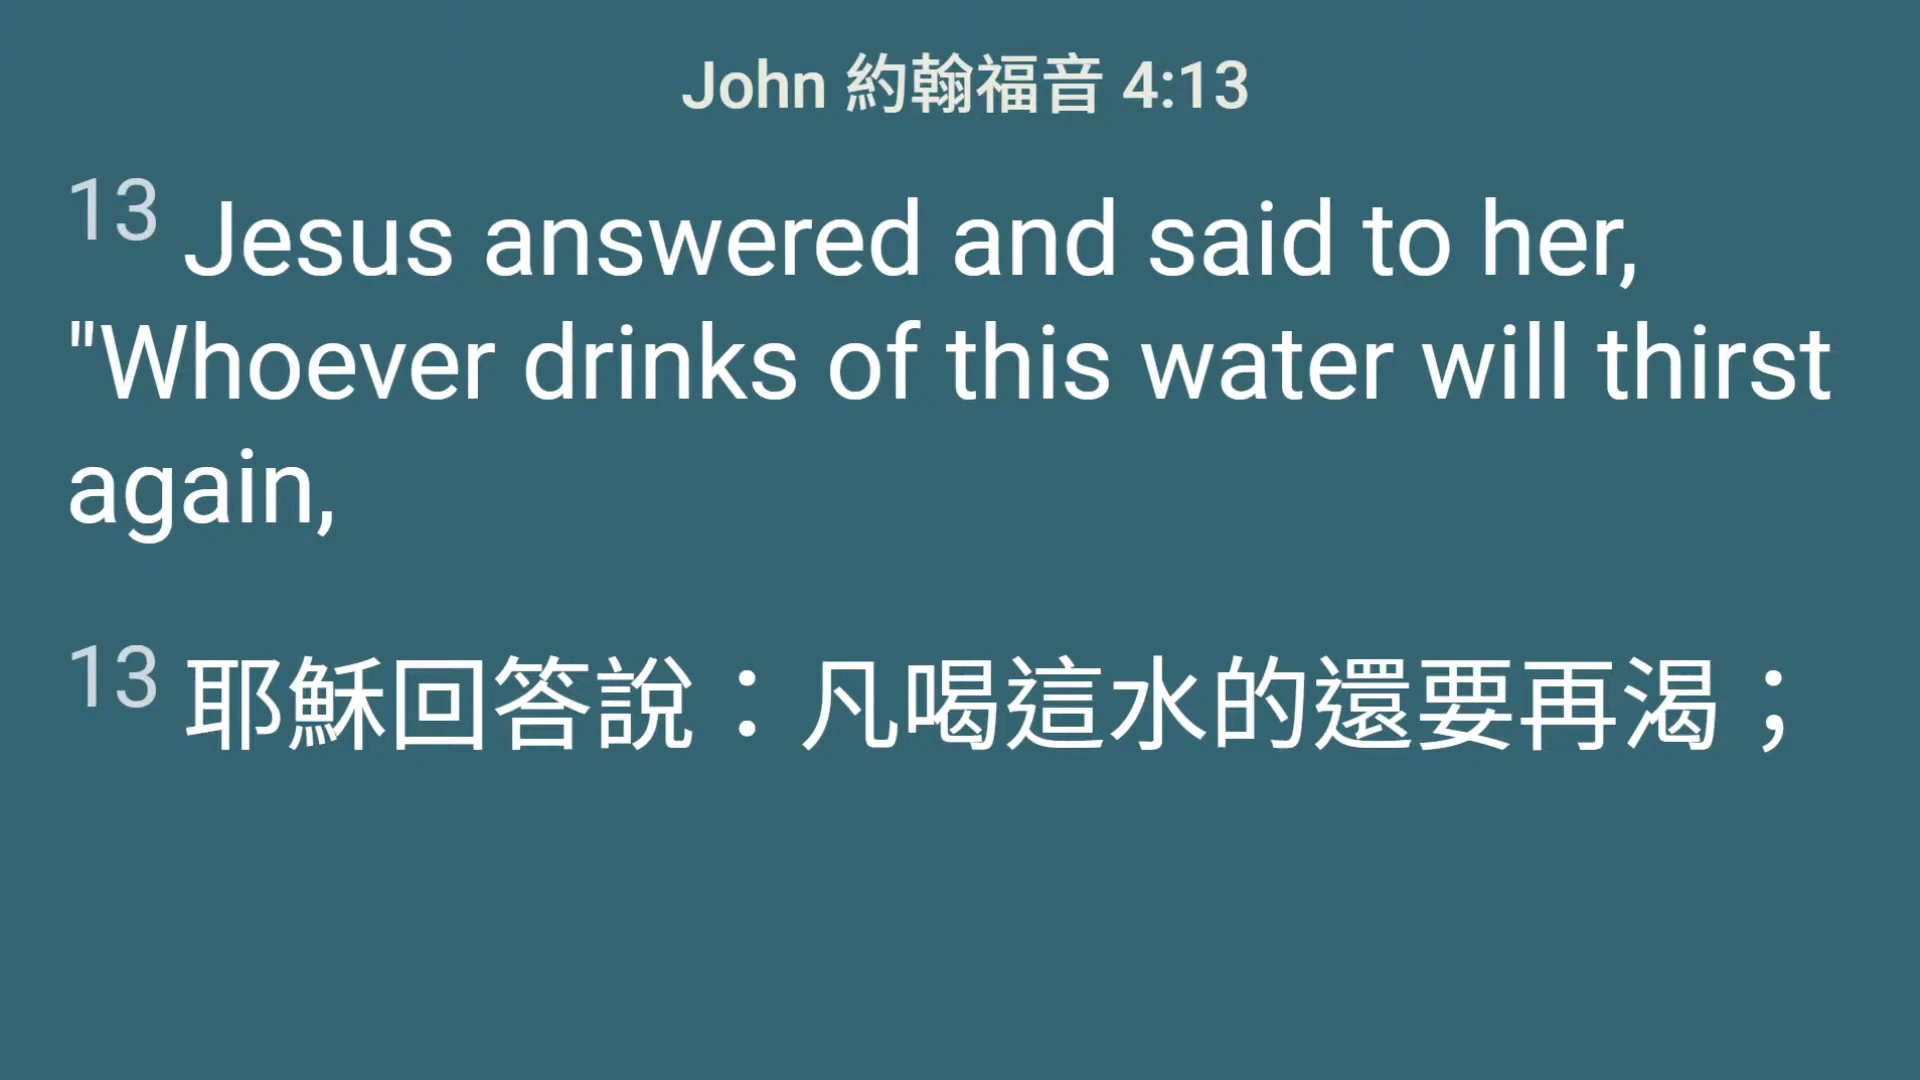 John 約翰福音 4:13
13 Jesus answered and said to her,
"Whoever drinks of this water will thirst
again,
13 耶穌回答說：凡喝這水的還要再渴；